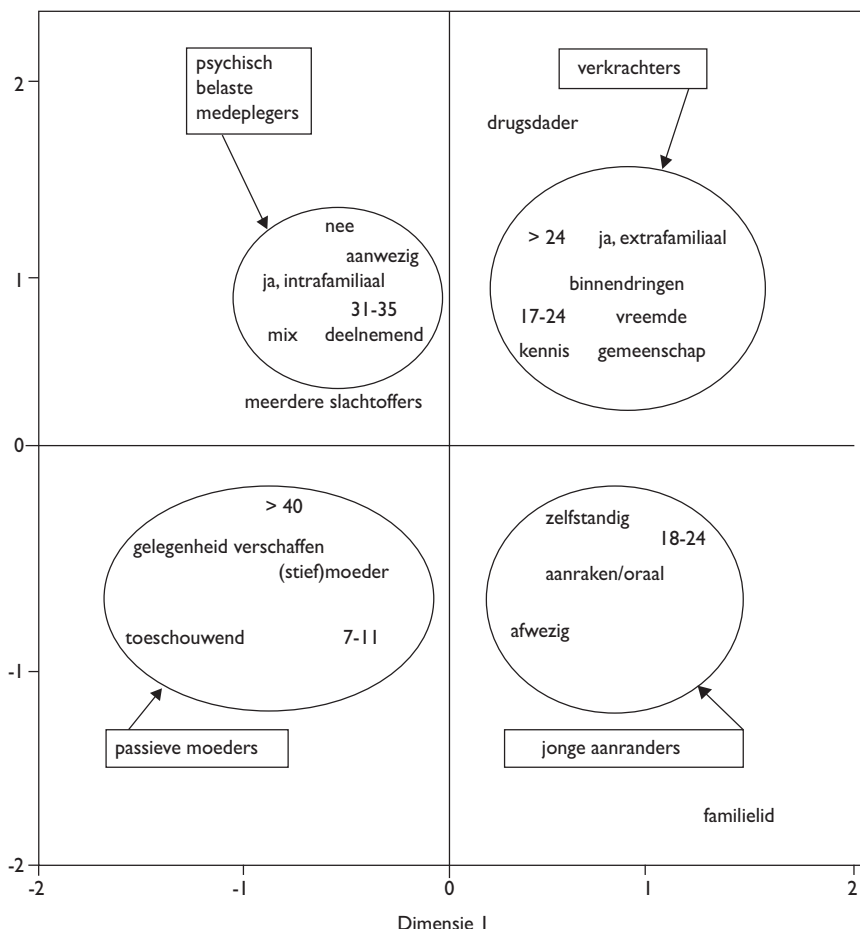 2
psychisch
belaste
medeplegers
verkrachters
drugsdader
nee
aanwezig
ja, intrafamiliaal
31-35
mix deelnemend
meerdere slachtoffers
> 24 ja, extrafamiliaal
binnendringen
17-24 vreemde
kennis gemeenschap
1
0
> 40
gelegenheid verschaffen
(stief)moeder
toeschouwend 7-11
passieve moeders
zelfstandig
18-24
aanraken/oraal
afwezig
jonge aanranders
familielid
-1
-2
-2 -1 0 1 2
Dimensie 1